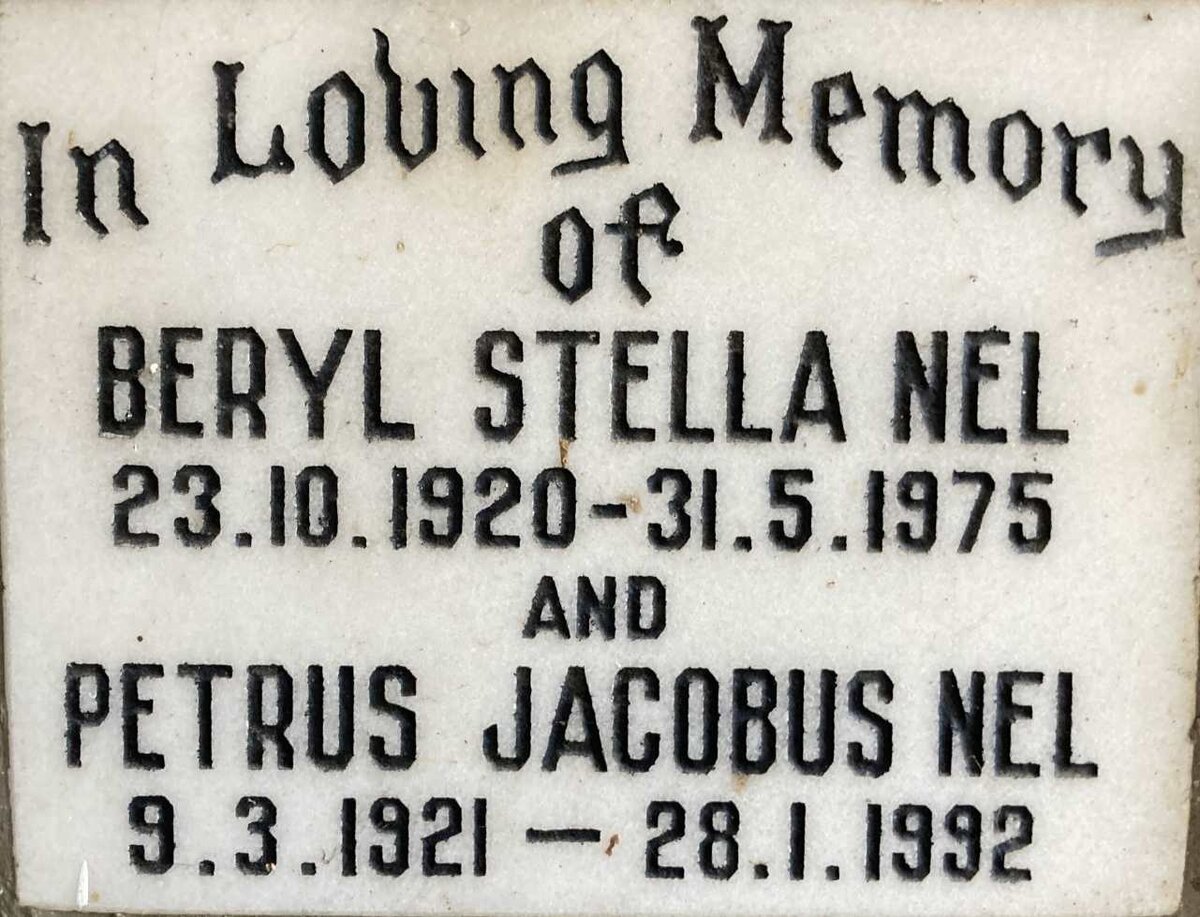 In Loving Memory
of
BERYL STELLA NEL
23.10.1920-31.5.1975
AND
PETRUS JACOBUS NEL
9.3.1921 — 28.1.1992